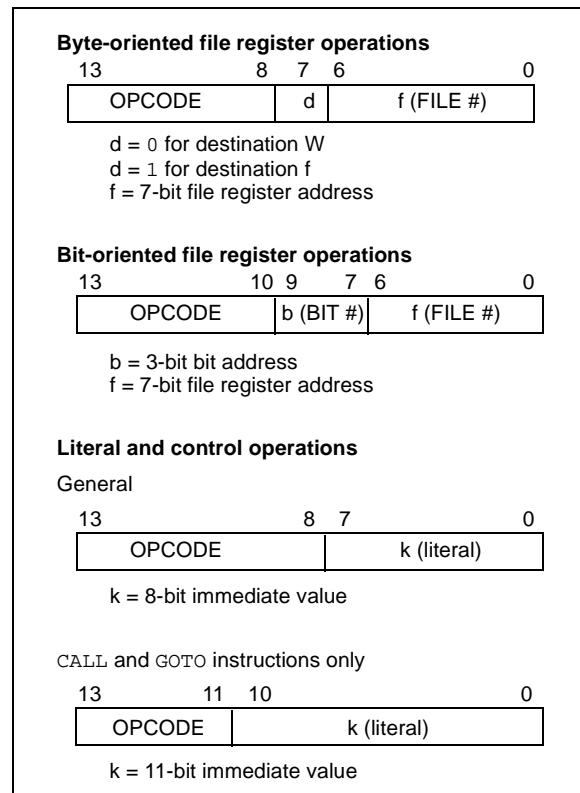 Byte-oriented file register operations
13 8 7 6 0
OPCODE d f (FILE #)
d = 0 for destination W
d = 1 for destination f
f = 7-bit file register address
Bit-oriented file register operations
13 10 9 7 6 0
OPCODE b (BIT #) f (FILE #)
b = 3-bit bit address
f = 7-bit file register address
Literal and control operations
General
13 8 7 0
OPCODE k (literal)
k = 8-bit immediate value
CALL and GOTO instructions only
13 11 10 0
OPCODE k (literal)
k = 11-bit immediate value